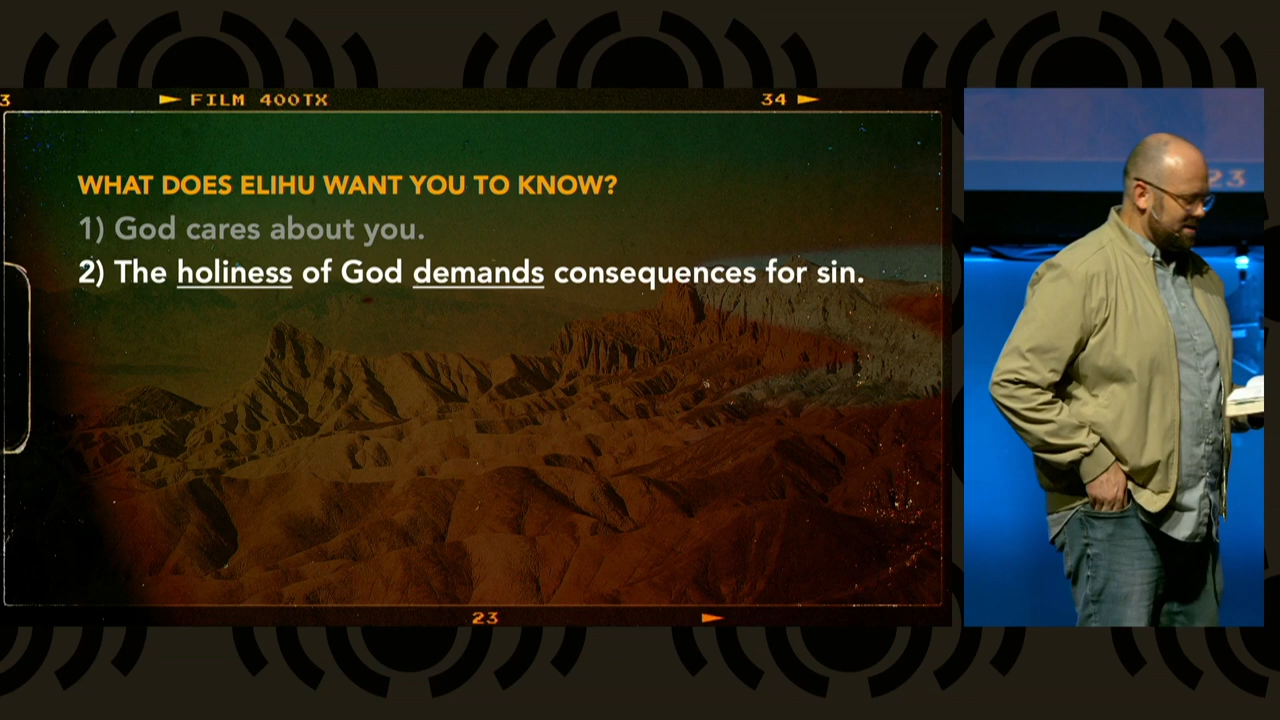 3 ► FILM 400TX 34 ►
WHAT DOES ELIHU WANT YOU TO KNOW?
1) God cares about you.
2) The holiness of God demands consequences for sin.
23 ►
23